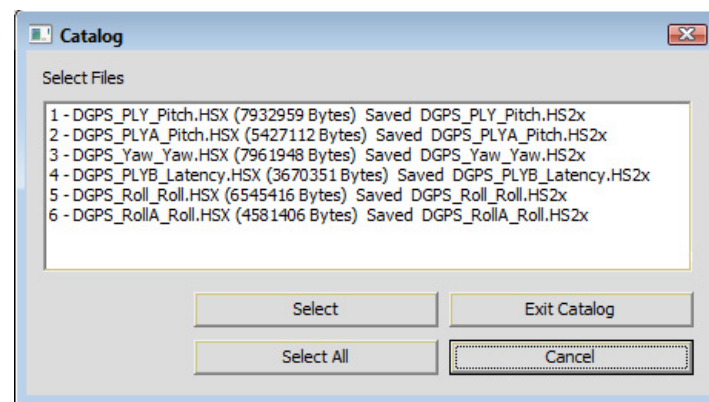 Catalog
Select Files
1 - DGPS_PLY_Pitch.HSX (7932959 Bytes) Saved DGPS_PLY_Pitch.HS2x
2 - DGPS_PLYA_Pitch.HSX (5427112 Bytes) Saved DGPS_PLYA_Pitch.HS2x
3 - DGPS_Yaw_Yaw.HSX (7961948 Bytes) Saved DGPS_Yaw_Yaw.HS2x
4 - DGPS_PLYB_Latency.HSX (3670351 Bytes) Saved DGPS_PLYB_Latency.HS2x
5 - DGPS_Roll_Roll.HSX (6545416 Bytes) Saved DGPS_Roll_Roll.HS2x
6 - DGPS_RollA_Roll.HSX (4581406 Bytes) Saved DGPS_RollA_Roll.HS2x
Select Exit Catalog
Select All Cancel